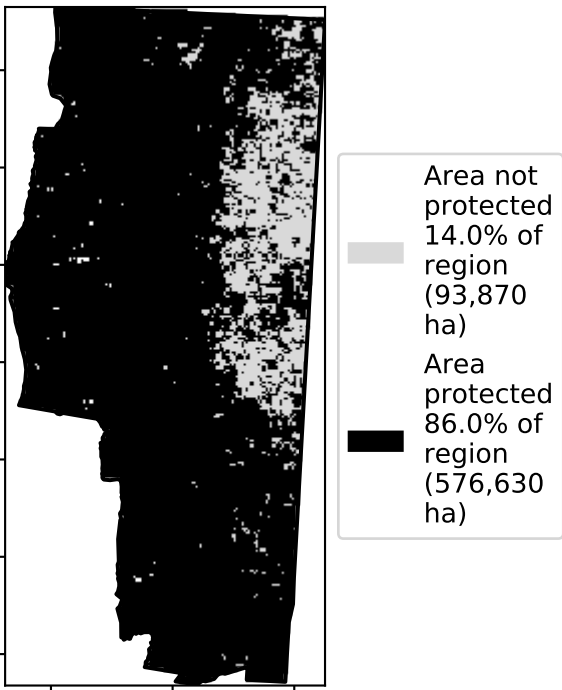 Area not
protected
14.0% of
region
(93,870
ha)
Area
protected
86.0% of
region
(576,630
ha)